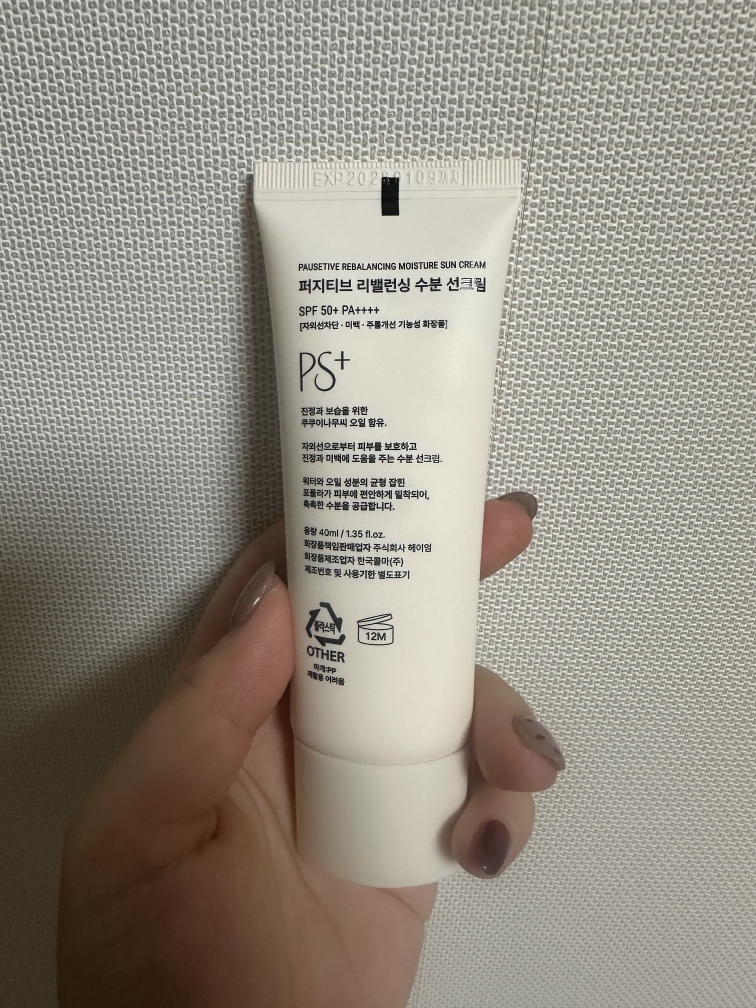 PAUSETIVE REBALANCING MOISTURE SUN CREAM
퍼지티브 리밸런싱 수분 선크림
SPF 50+ PA++++
[자외선차단 · 미백 · 주름개선 기능성 화장품]
PS+
진정과 보습을 위한
쿠쿠이나무씨 오일 함유.
자외선으로부터 피부를 보호하고
진정과 미백에 도움을 주는 수분 선크림.
워터와 오일 성분의 균형 잡힌
포뮬라가 피부에 편안하게 밀착되어,
촉촉한 수분을 공급합니다.
용량 40ml / 1.35 fl.oz.
화장품책임판매업자 주식회사 헤이엄
화장품제조업자 한국콜마(주)
제조번호 및 사용기한 별도표기
플라스틱
12M
OTHER
마개:PP
재활용 어려움